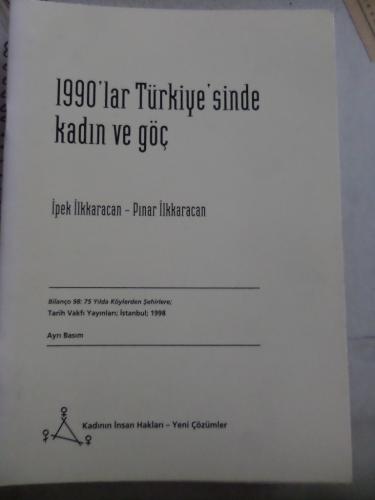 1990'lar Türkiye'sinde
kadın ve göç
İpek İlkkaracan – Pınar İlkkaracan
Bilanço 98: 75 Yılda Köylerden Şehirlere;
Tarih Vakfı Yayınları; İstanbul; 1998
Ayrı Basım
Kadının İnsan Hakları – Yeni Çözümler